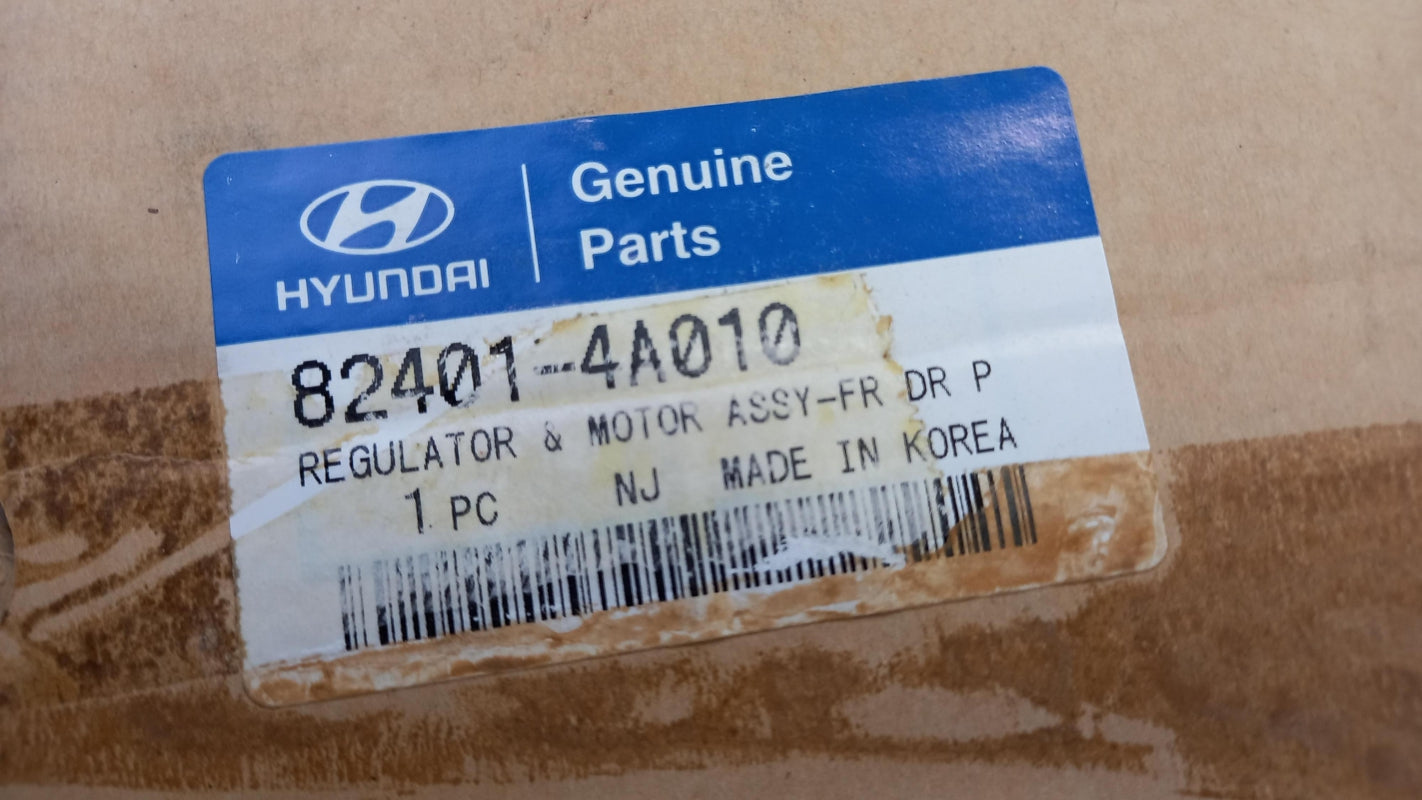 Genuine
Parts
HYUNDAI
82401-4A010
REGULATOR & MOTOR ASSY-FR DR P
1 PC NJ MADE IN KOREA